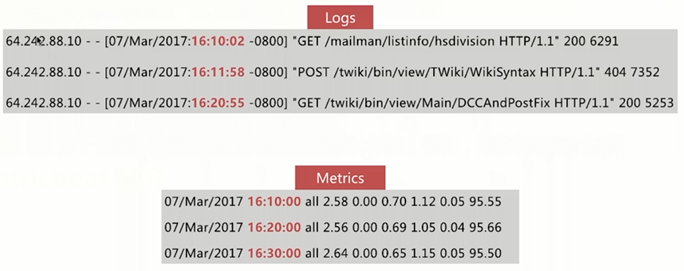 Logs
64.242.88.10 - - [07/Mar/2017:16:10:02 -0800] "GET /mailman/listinfo/hsdivision HTTP/1.1" 200 6291
64.242.88.10 - - [07/Mar/2017:16:11:58 -0800] "POST /twiki/bin/view/TWiki/WikiSyntax HTTP/1.1" 404 7352
64.242.88.10 - - [07/Mar/2017:16:20:55 -0800] "GET /twiki/bin/view/Main/DCCAndPostFix HTTP/1.1" 200 5253
Metrics
07/Mar/2017 16:10:00 all 2.58 0.00 0.70 1.12 0.05 95.55
07/Mar/2017 16:20:00 all 2.56 0.00 0.69 1.05 0.04 95.66
07/Mar/2017 16:30:00 all 2.64 0.00 0.65 1.15 0.05 95.50